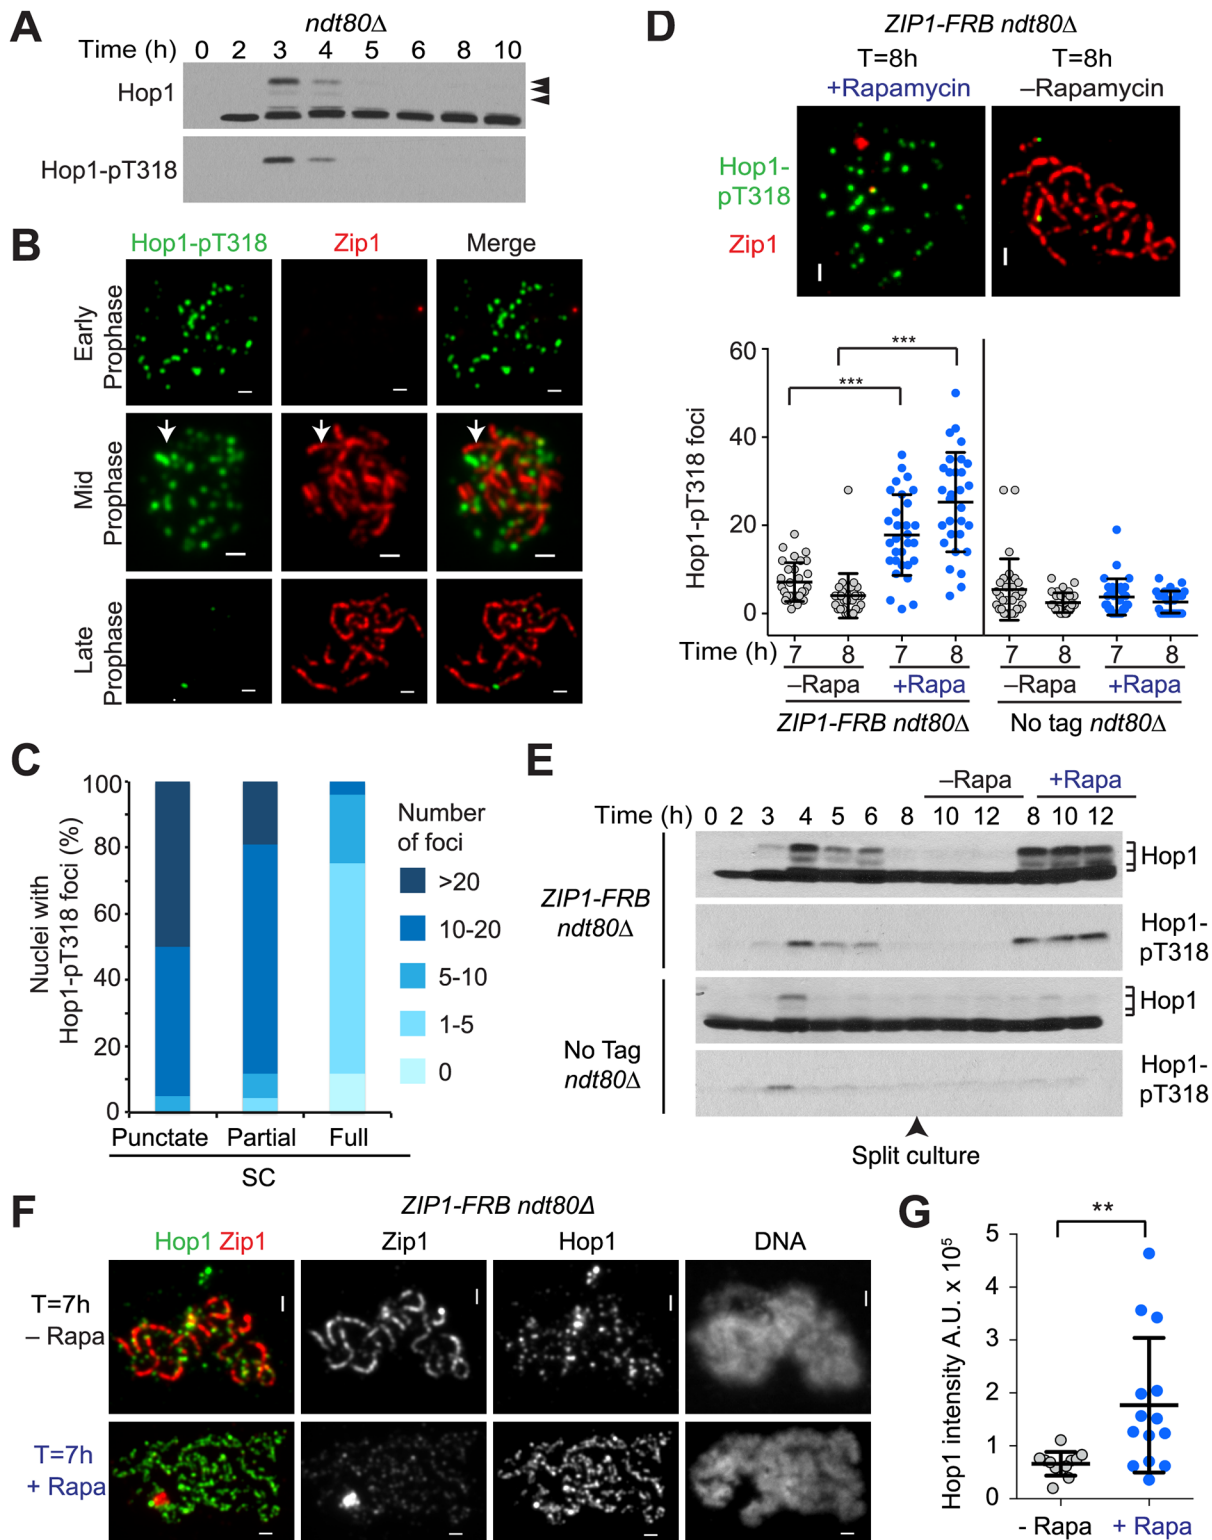 A
ndt80Δ
Time (h) 0 2 3 4 5 6 8 10
Hop1
Hop1-pT318
B
Hop1-pT318 Zip1 Merge
Early
Prophase
Mid
Prophase
Late
Prophase
C
Nuclei with
Hop1-pT318 foci (%)
100
80
60
40
20
0
Punctate Partial Full
SC
Number
of foci
>20
10-20
5-10
1-5
0
D
ZIP1-FRB ndt80Δ
T=8h T=8h
+Rapamycin –Rapamycin
Hop1-
pT318
Zip1
Hop1-pT318 foci
60
40
20
0
*** ***
Time (h) 7 8 7 8 7 8 7 8
–Rapa +Rapa –Rapa +Rapa
ZIP1-FRB ndt80Δ No tag ndt80Δ
E
–Rapa +Rapa
Time (h) 0 2 3 4 5 6 8 10 12 8 10 12
ZIP1-FRB
ndt80Δ
Hop1
Hop1-
pT318
No Tag
ndt80Δ
Hop1
Hop1-
pT318
Split culture
F
ZIP1-FRB ndt80Δ
Hop1 Zip1 Zip1 Hop1 DNA
T=7h
– Rapa
T=7h
+ Rapa
G
Hop1 intensity A.U. x 10⁵
5
4
3
2
1
0
**
- Rapa + Rapa